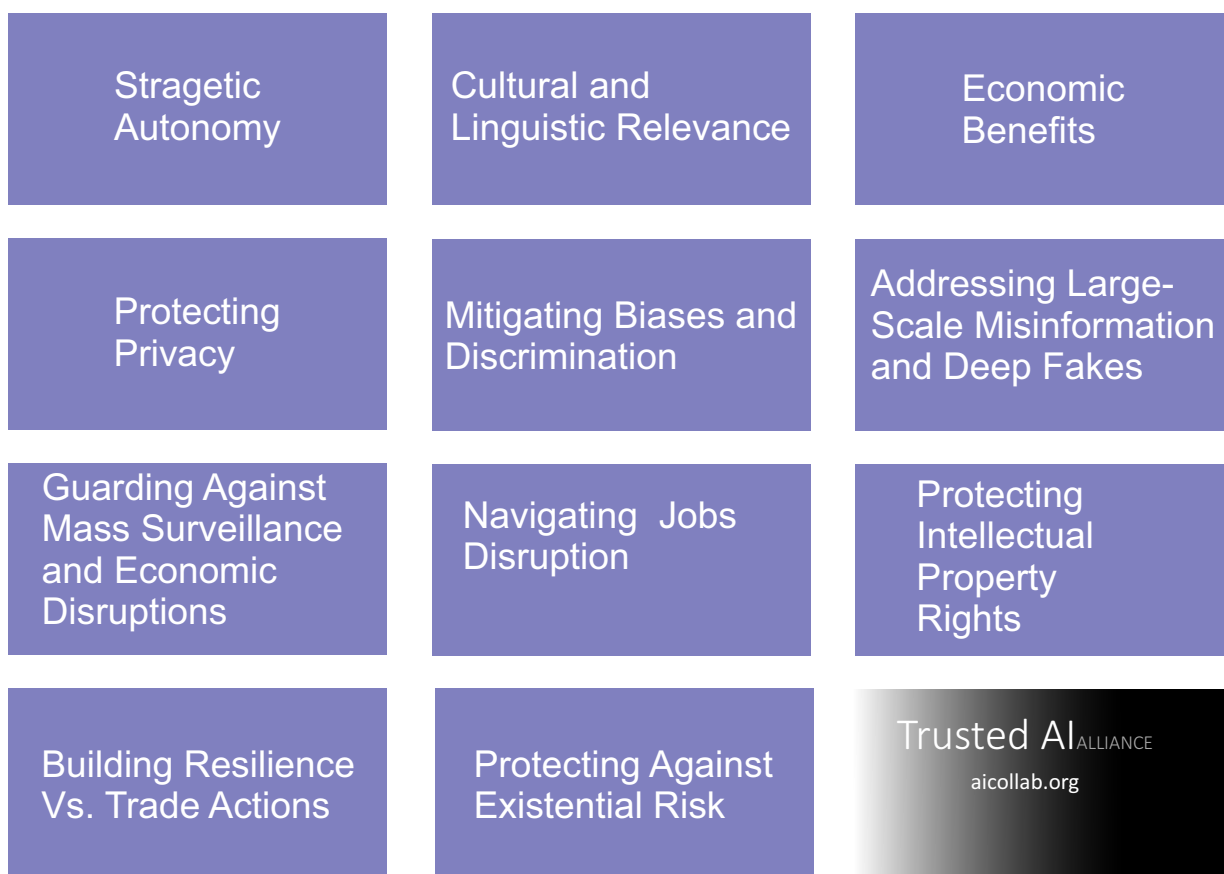 Stragetic
Autonomy
Cultural and
Linguistic Relevance
Economic
Benefits
Protecting
Privacy
Mitigating Biases and
Discrimination
Addressing Large-
Scale Misinformation
and Deep Fakes
Guarding Against
Mass Surveillance
and Economic
Disruptions
Navigating  Jobs
Disruption
Protecting
Intellectual
Property
Rights
Building Resilience
Vs. Trade Actions
Protecting Against
Existential Risk
Trusted AI ALLIANCE
aicollab.org